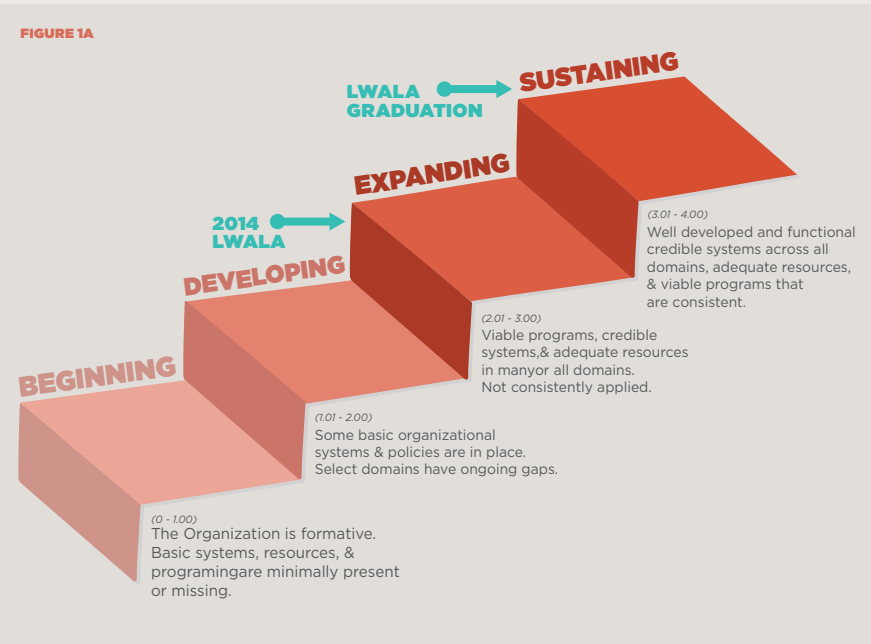 FIGURE 1A
SUSTAINING
LWALA
GRADUATION
(3.01 - 4.00)
Well developed and functional
credible systems across all
domains, adequate resources,
& viable programs that
are consistent.
EXPANDING
2014
LWALA
(2.01 - 3.00)
Viable programs, credible
systems,& adequate resources
in manyor all domains.
Not consistently applied.
DEVELOPING
(1.01 - 2.00)
Some basic organizational
systems & policies are in place.
Select domains have ongoing gaps.
BEGINNING
(0 - 1.00)
The Organization is formative.
Basic systems, resources, &
programingare minimally present
or missing.